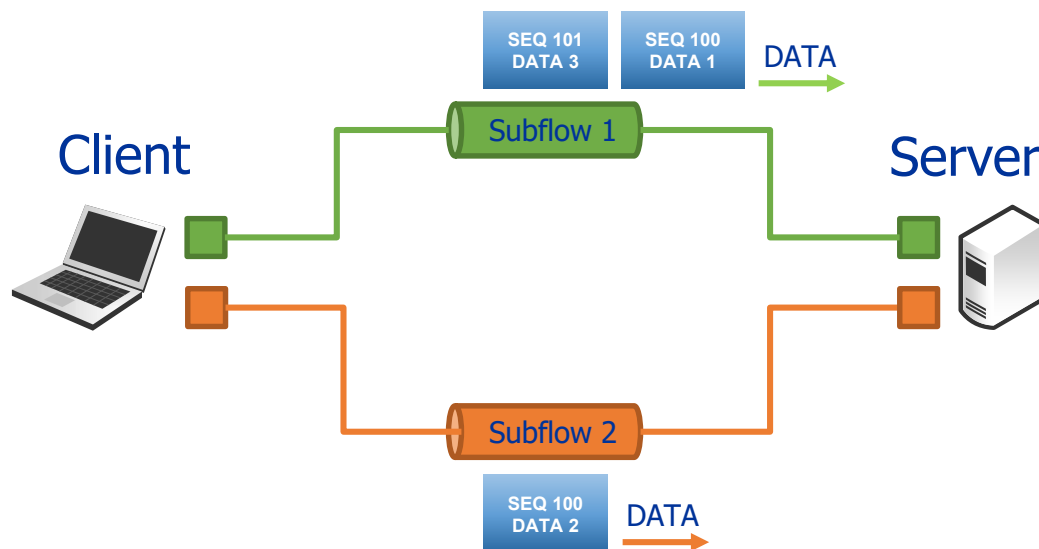 SEQ 101
DATA 3
SEQ 100
DATA 1
DATA
Subflow 1
Client
Server
Subflow 2
SEQ 100
DATA 2
DATA